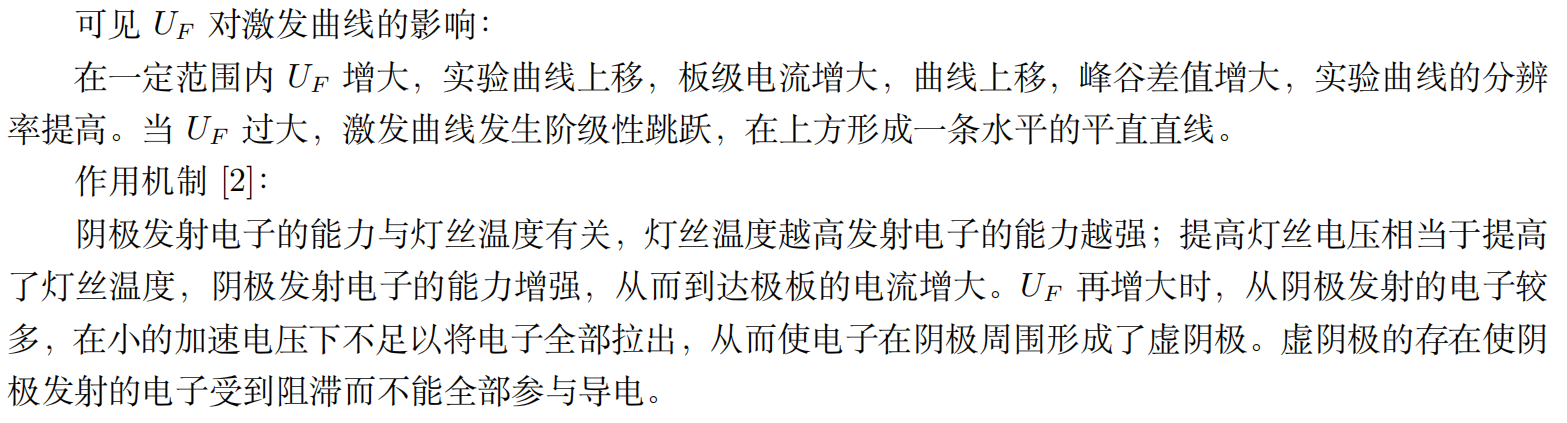 可见 U_F 对激发曲线的影响：
在一定范围内 U_F 增大，实验曲线上移，板级电流增大，曲线上移，峰谷差值增大，实验曲线的分辨
率提高。当 U_F 过大，激发曲线发生阶级性跳跃，在上方形成一条水平的平直直线。
作用机制 [2]：
阴极发射电子的能力与灯丝温度有关，灯丝温度越高发射电子的能力越强；提高灯丝电压相当于提高
了灯丝温度，阴极发射电子的能力增强，从而到达极板的电流增大。U_F 再增大时，从阴极发射的电子较
多，在小的加速电压下不足以将电子全部拉出，从而使电子在阴极周围形成了虚阴极。虚阴极的存在使阴
极发射的电子受到阻滞而不能全部参与导电。